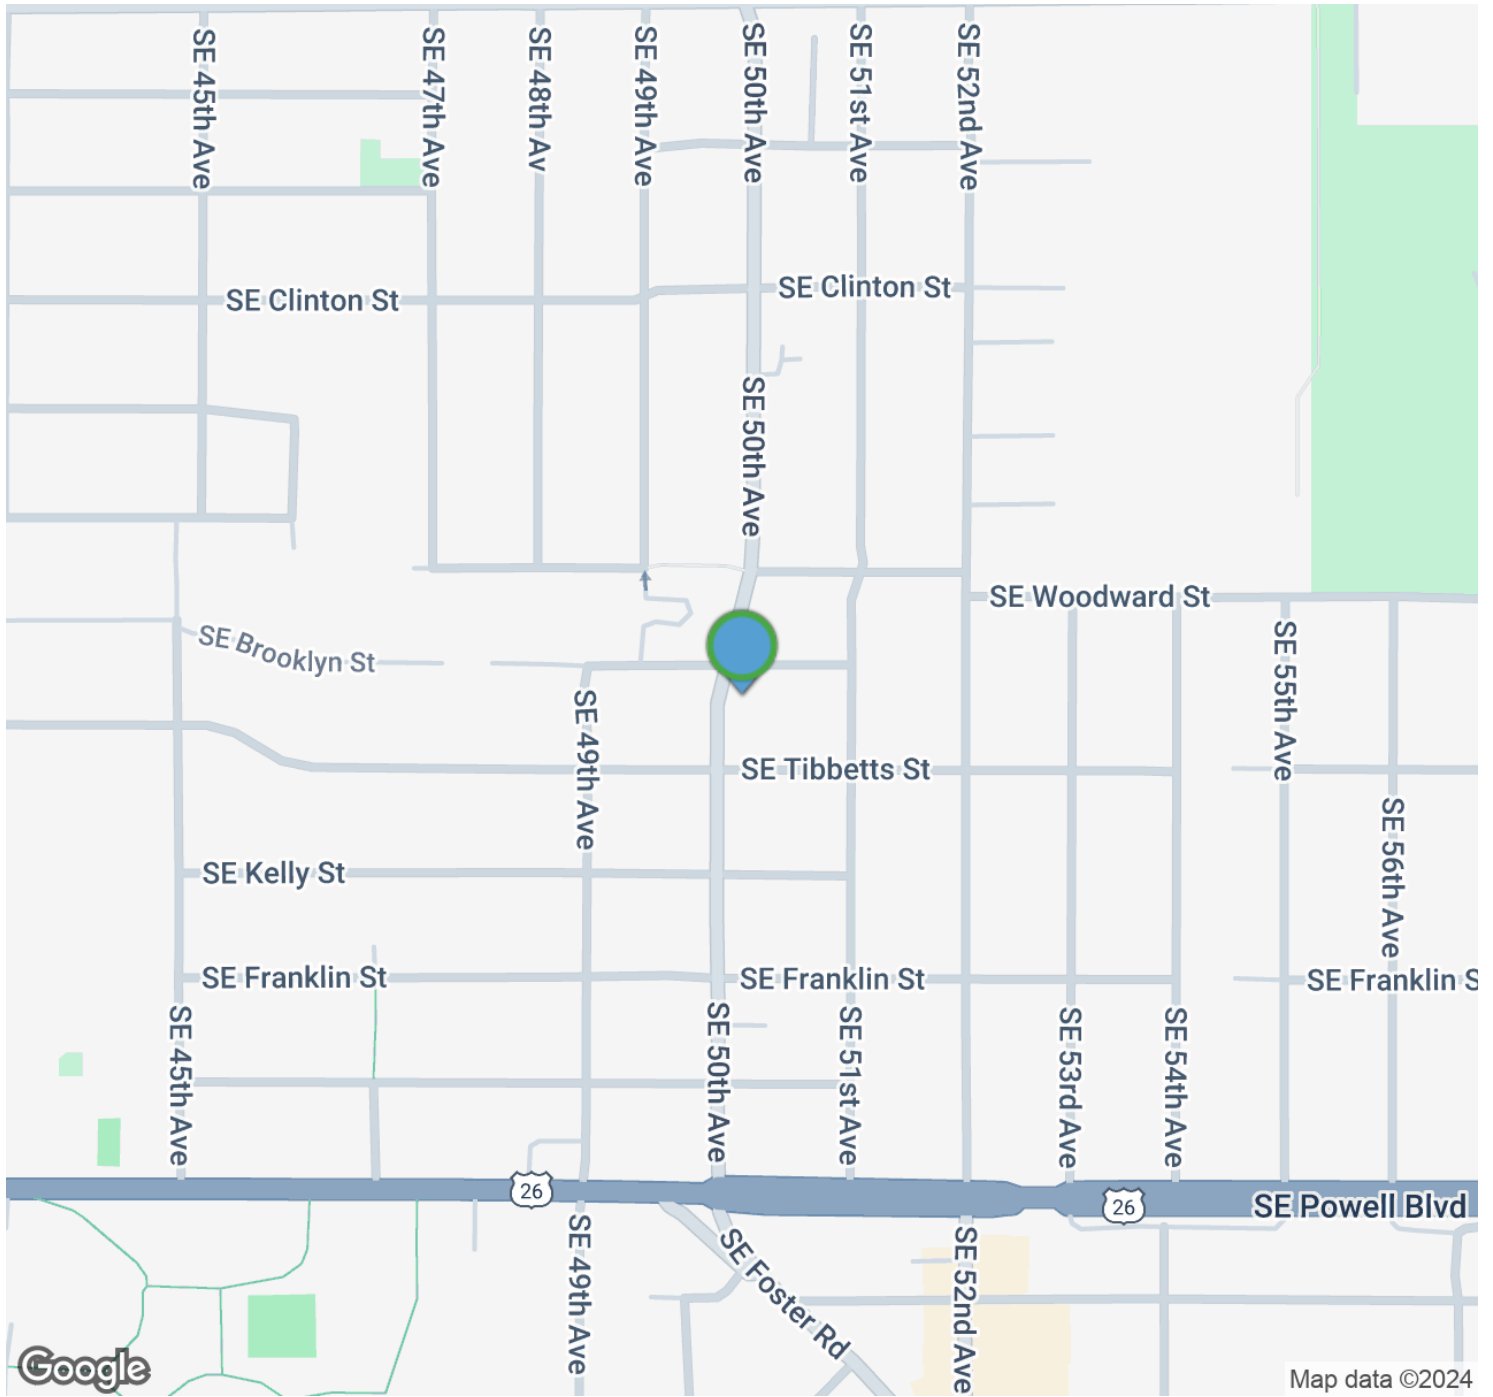 SE 45th Ave
SE 47th Ave
SE 48th Av
SE 49th Ave
SE 50th Ave
SE 51st Ave
SE 52nd Ave
SE Clinton St
SE Clinton St
SE 50th Ave
SE Woodward St
SE Brooklyn St
SE 55th Ave
SE 49th Ave
SE Tibbetts St
SE 56th Ave
SE Kelly St
SE Franklin St
SE Franklin St
SE Franklin S
SE 45th Ave
SE 50th Ave
SE 51st Ave
SE 53rd Ave
SE 54th Ave
26
26
SE Powell Blvd
SE 49th Ave
SE Foster Rd
SE 52nd Ave
Google
Map data ©2024